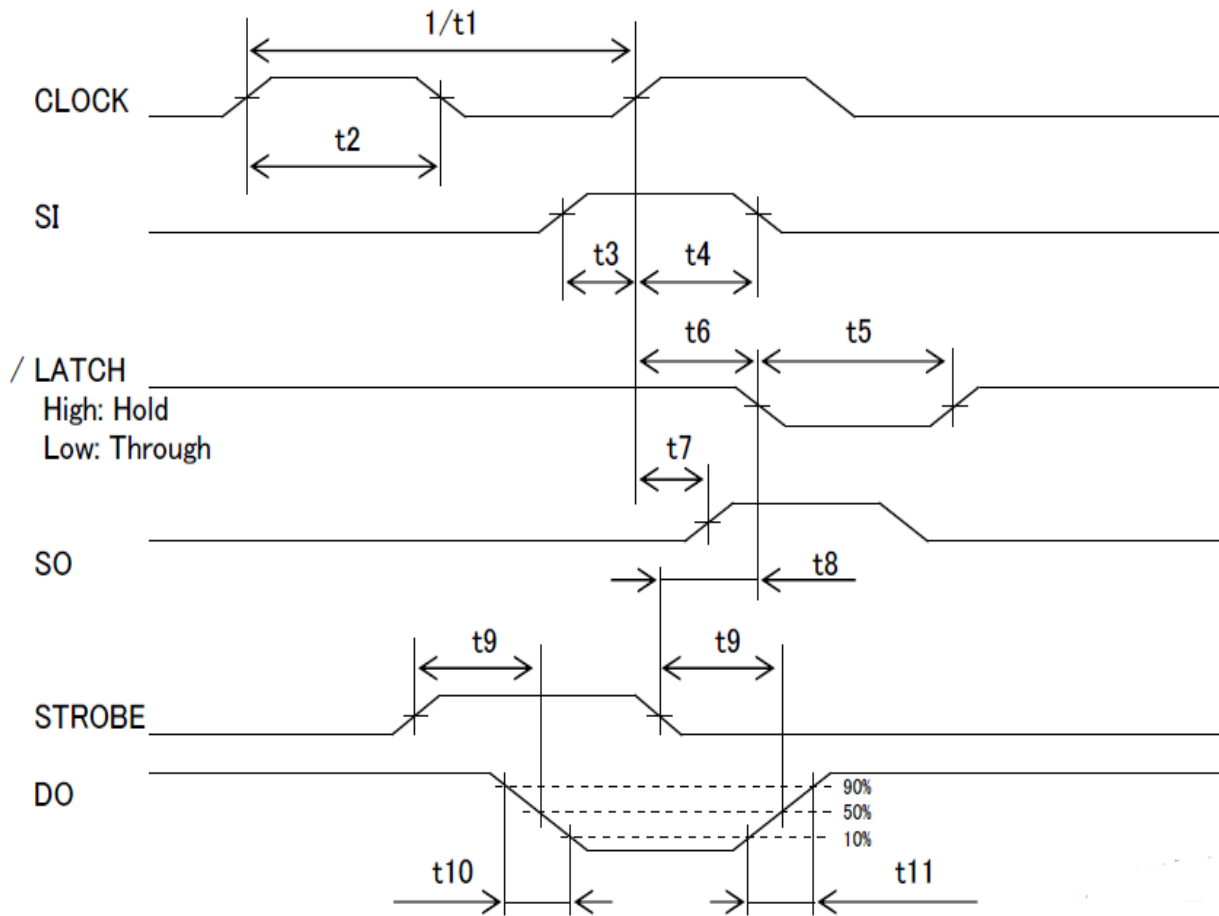 1/t1
CLOCK
t2
SI
t3
t4
t6
t5
/ LATCH
High: Hold
Low: Through
t7
SO
t8
t9
t9
STROBE
DO
90%
50%
10%
t10
t11